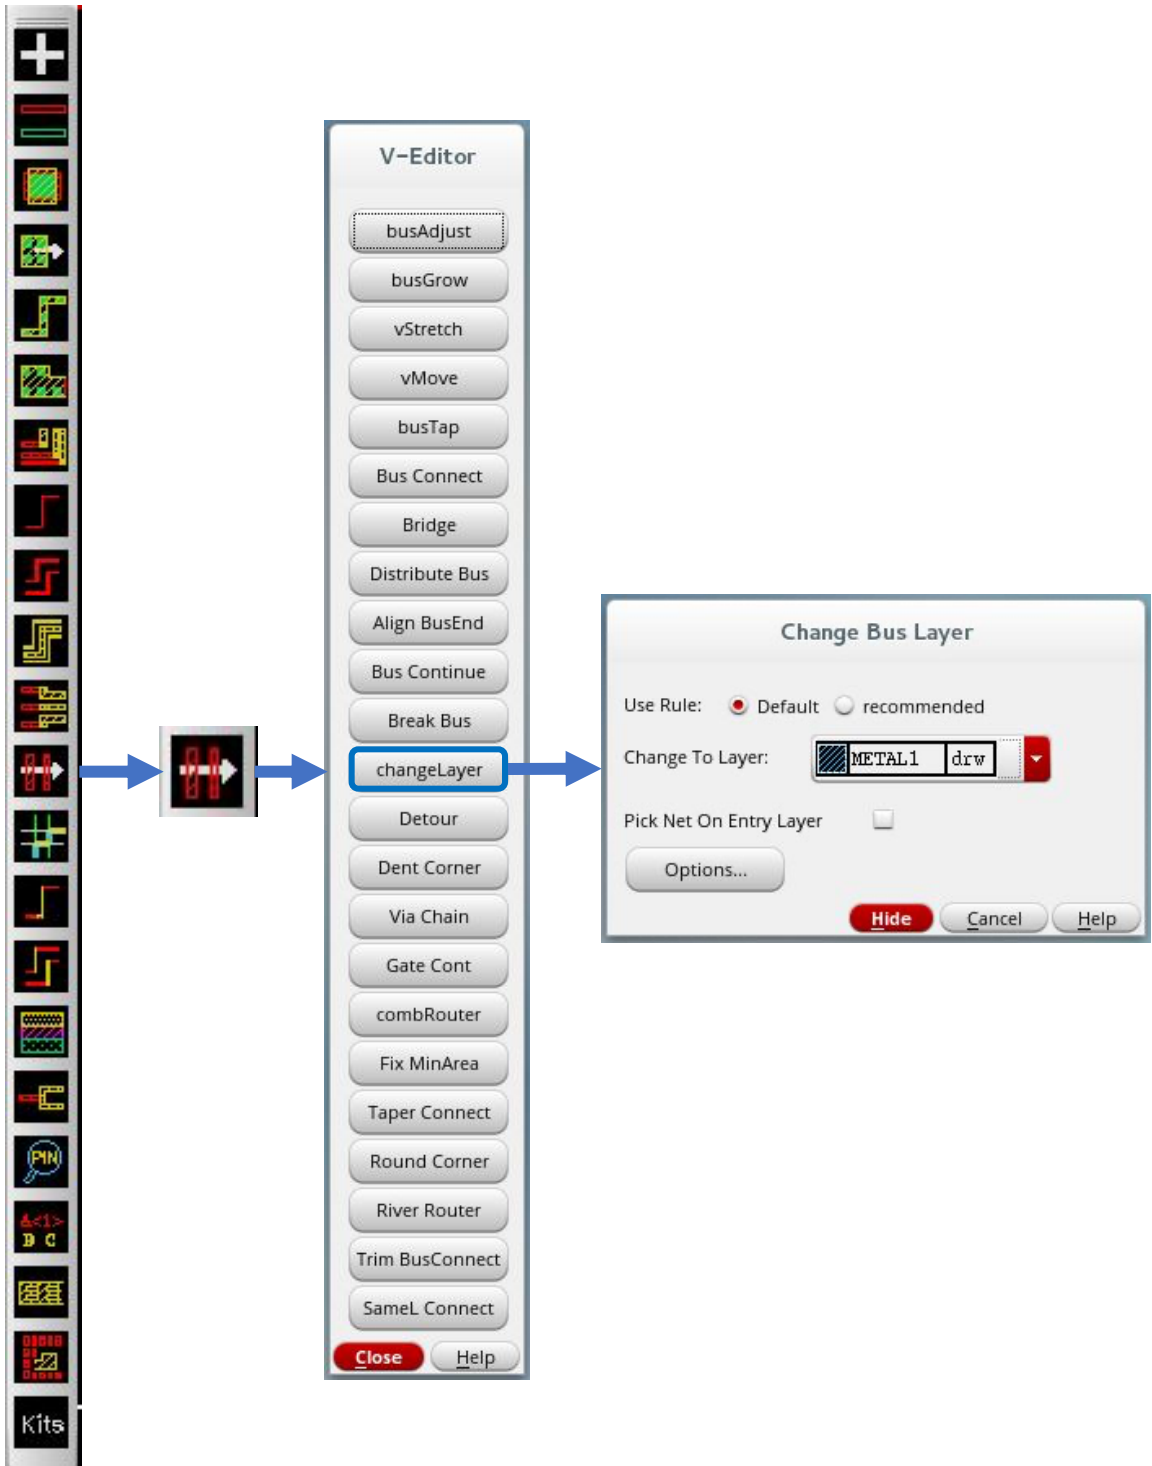 PIN
A<1>
B C
Kits
V-Editor
busAdjust
busGrow
vStretch
vMove
busTap
Bus Connect
Bridge
Distribute Bus
Align BusEnd
Bus Continue
Break Bus
changeLayer
Detour
Dent Corner
Via Chain
Gate Cont
combRouter
Fix MinArea
Taper Connect
Round Corner
River Router
Trim BusConnect
SameL Connect
Close Help
Change Bus Layer
Use Rule: Default recommended
Change To Layer: METAL1 drw
Pick Net On Entry Layer
Options...
Hide Cancel Help